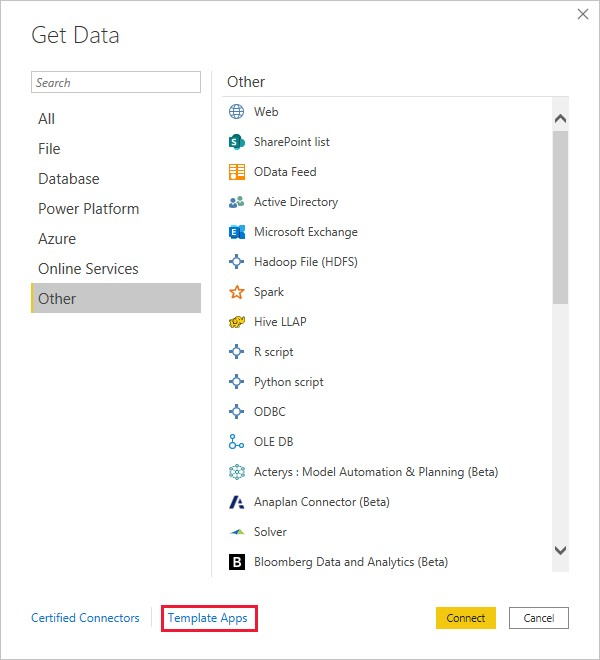 Get Data
Search
All
File
Database
Power Platform
Azure
Online Services
Other
Other
Web
SharePoint list
OData Feed
Active Directory
Microsoft Exchange
Hadoop File (HDFS)
Spark
Hive LLAP
R script
Python script
ODBC
OLE DB
Acterys : Model Automation & Planning (Beta)
Anaplan Connector (Beta)
Solver
Bloomberg Data and Analytics (Beta)
Certified Connectors
Template Apps
Connect
Cancel